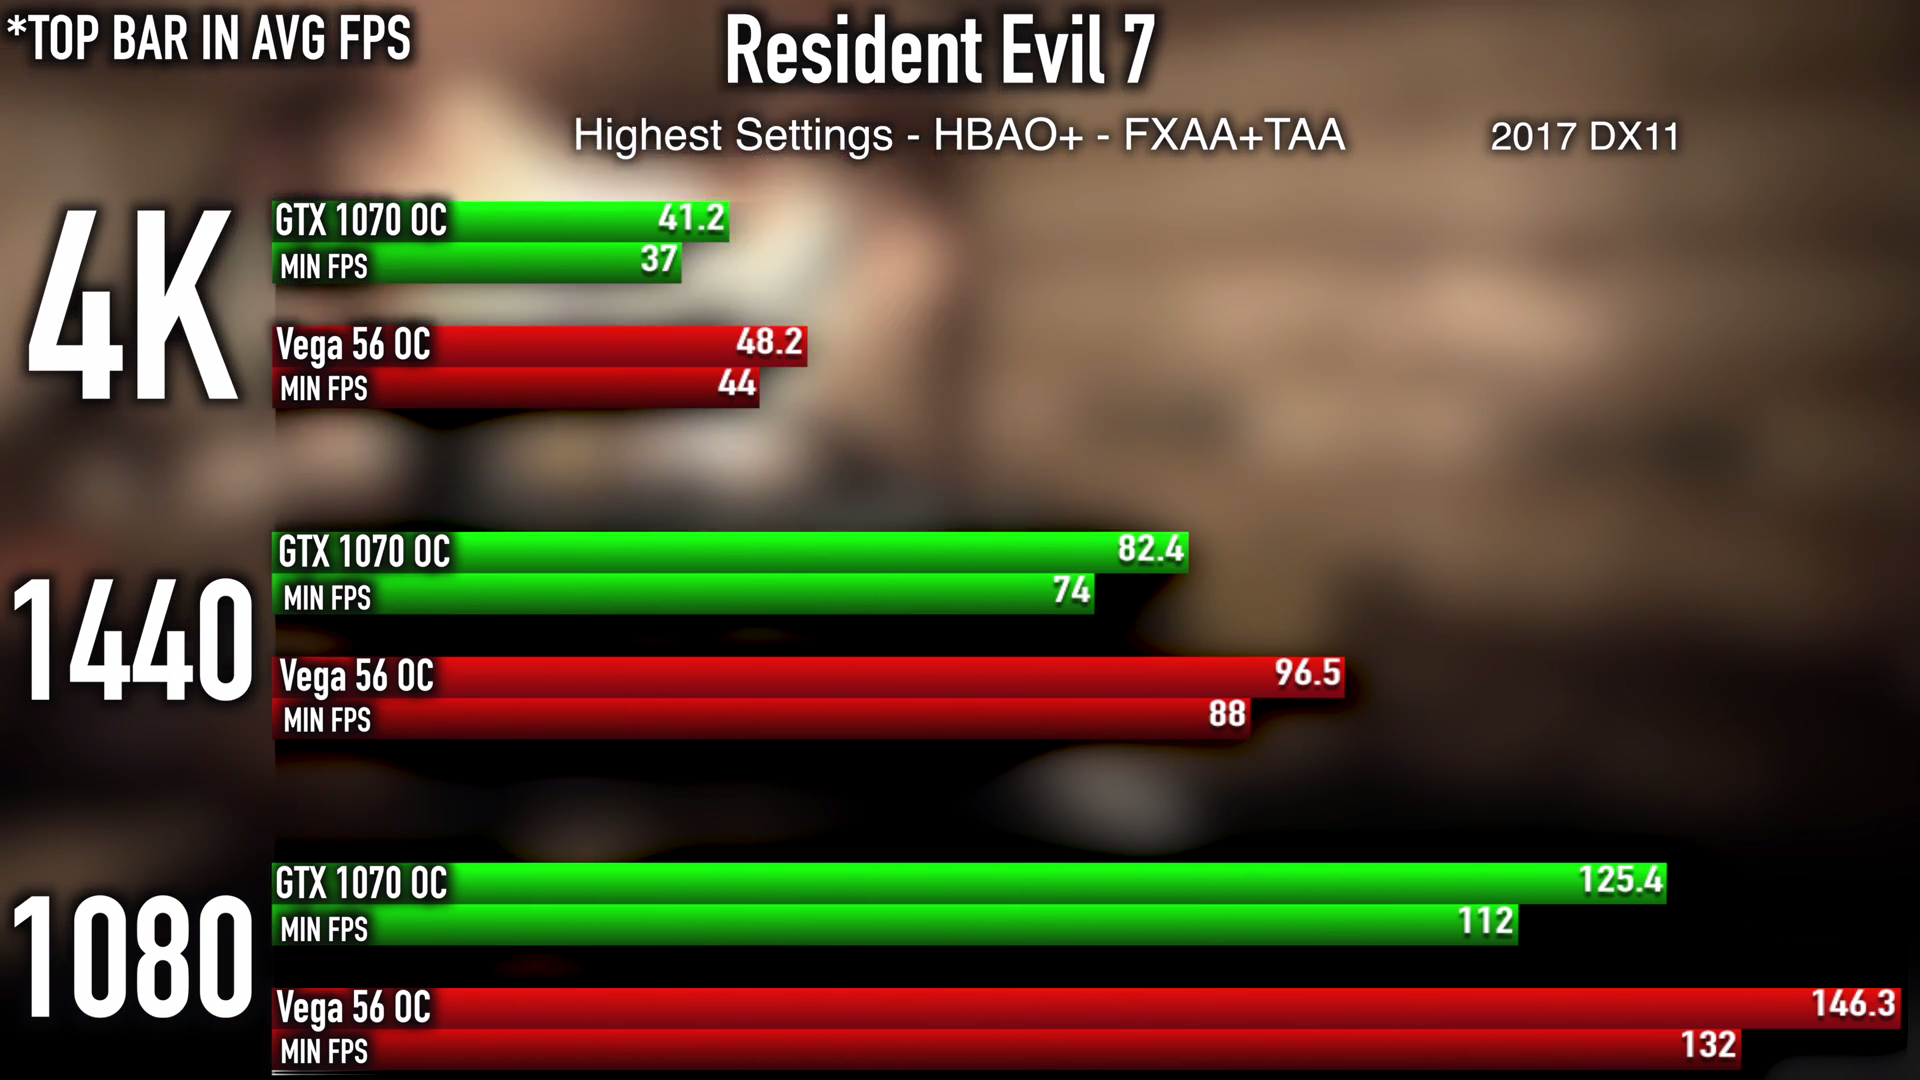 *TOP BAR IN AVG FPS
Resident Evil 7
Highest Settings - HBAO+ - FXAA+TAA
2017 DX11
4K
GTX 1070 OC 41.2
MIN FPS 37
Vega 56 OC 48.2
MIN FPS 44
1440
GTX 1070 OC 82.4
MIN FPS 74
Vega 56 OC 96.5
MIN FPS 88
1080
GTX 1070 OC 125.4
MIN FPS 112
Vega 56 OC 146.3
MIN FPS 132